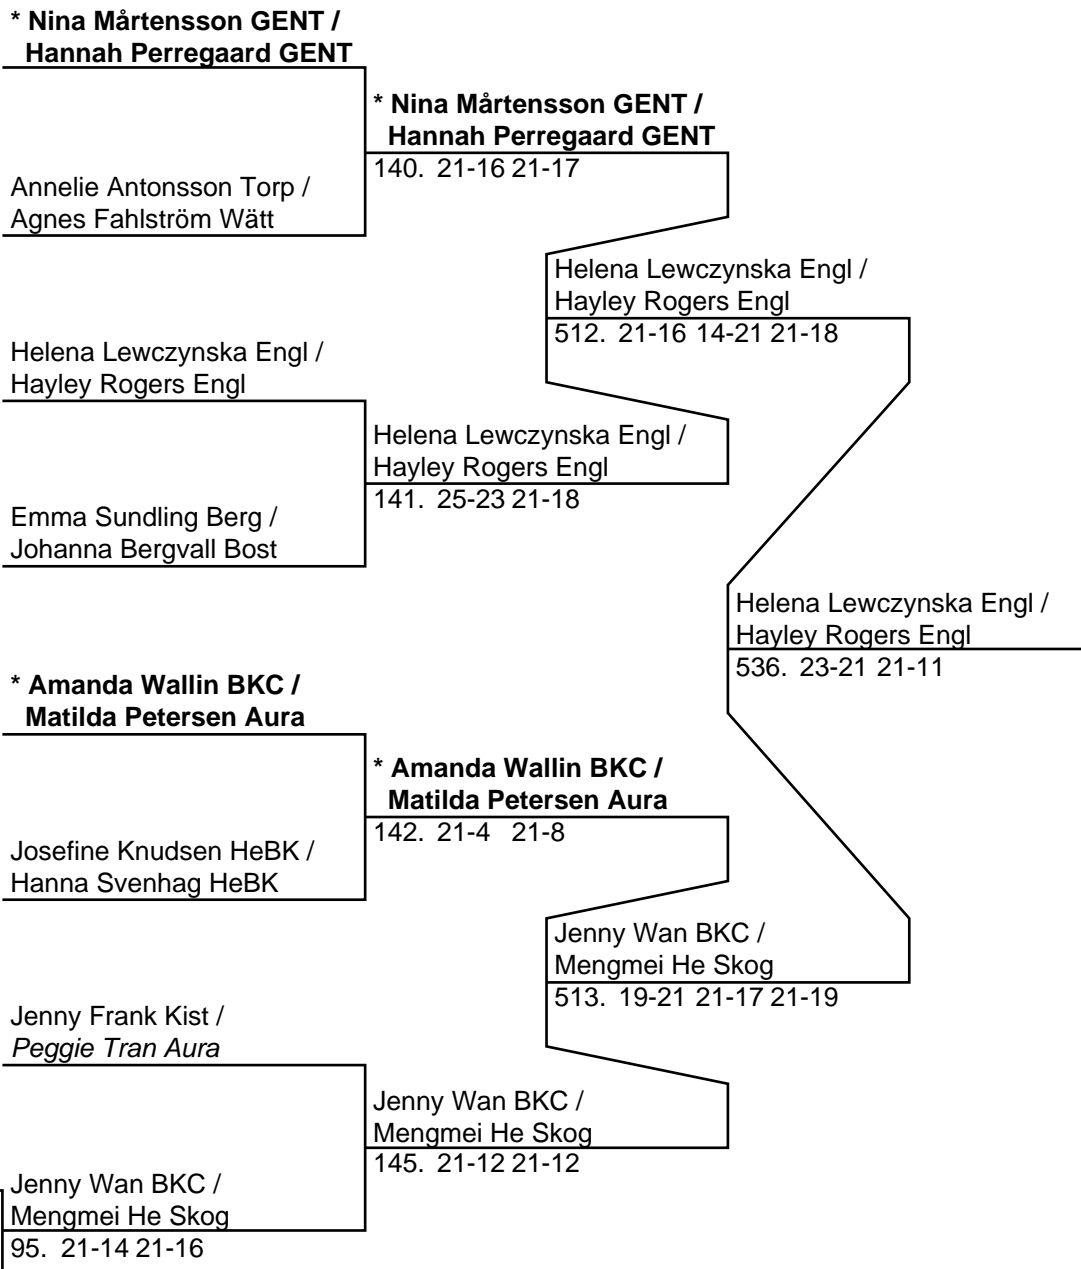 * Nina Mårtensson GENT /
Hannah Perregaard GENT
* Nina Mårtensson GENT /
Hannah Perregaard GENT
140. 21-16 21-17
Annelie Antonsson Torp /
Agnes Fahlström Wätt
Helena Lewczynska Engl /
Hayley Rogers Engl
512. 21-16 14-21 21-18
Helena Lewczynska Engl /
Hayley Rogers Engl
Helena Lewczynska Engl /
Hayley Rogers Engl
141. 25-23 21-18
Emma Sundling Berg /
Johanna Bergvall Bost
Helena Lewczynska Engl /
Hayley Rogers Engl
536. 23-21 21-11
* Amanda Wallin BKC /
Matilda Petersen Aura
* Amanda Wallin BKC /
Matilda Petersen Aura
142. 21-4 21-8
Josefine Knudsen HeBK /
Hanna Svenhag HeBK
Jenny Wan BKC /
Mengmei He Skog
513. 19-21 21-17 21-19
Jenny Frank Kist /
Peggie Tran Aura
Jenny Wan BKC /
Mengmei He Skog
145. 21-12 21-12
Jenny Wan BKC /
Mengmei He Skog
95. 21-14 21-16